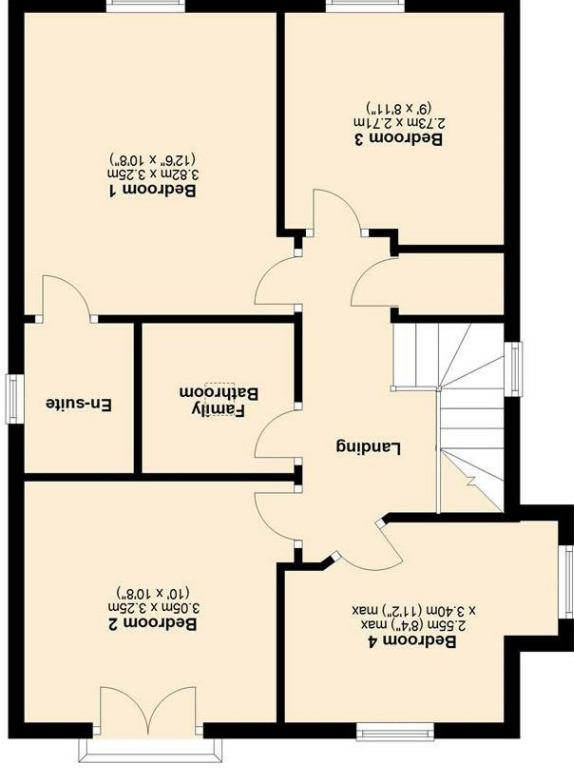 Bedroom 4
2.55m (8'4") max
x 3.40m (11'2") max
Bedroom 2
3.05m x 3.25m
(10' x 10'8")
Landing
Family
Bathroom
En-suite
Bedroom 3
2.73m x 2.71m
(9' x 8'11")
Bedroom 1
3.82m x 3.25m
(12'6" x 10'8")